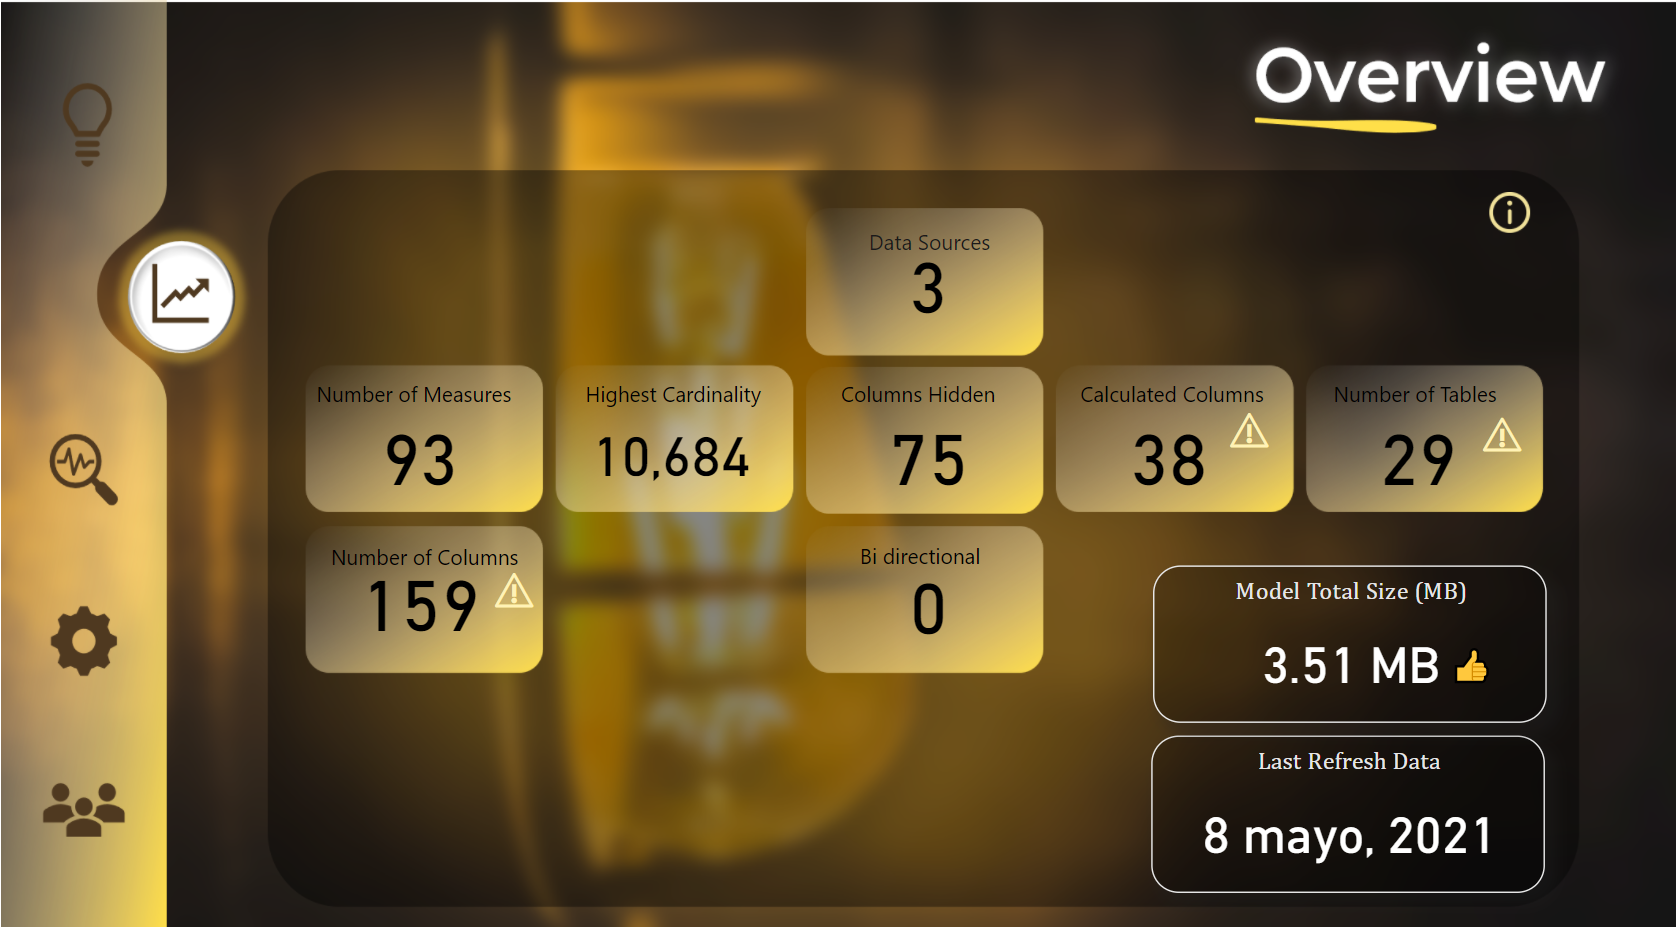 Overview
Data Sources
3
Number of Measures
93
Highest Cardinality
10,684
Columns Hidden
75
Calculated Columns
38
Number of Tables
29
Number of Columns
159
Bi directional
0
Model Total Size (MB)
3.51 MB 👍
Last Refresh Data
8 mayo, 2021